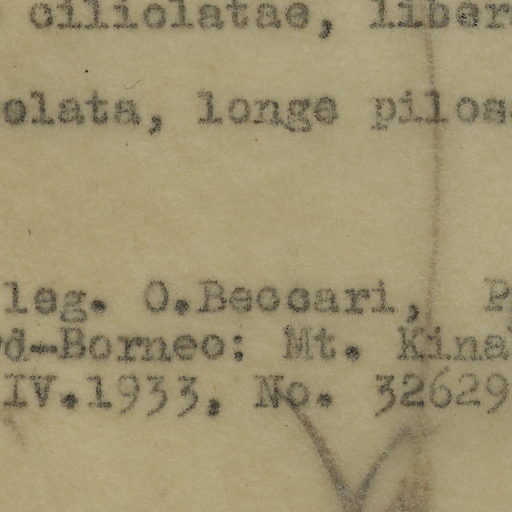 ciliolatae, liber
olata, longe pilos
leg. O.Beccari, P
d-Borneo: Mt. Kina
IV.1933, No. 32629